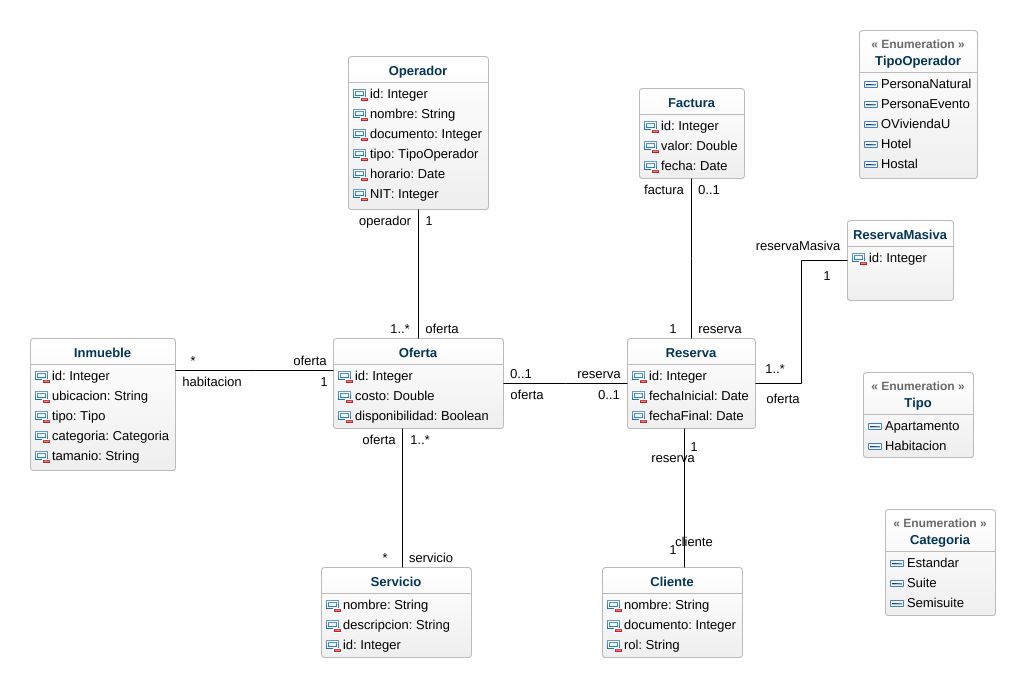 « Enumeration »
TipoOperador
PersonaNatural
PersonaEvento
OViviendaU
Hotel
Hostal
Operador
id: Integer
nombre: String
documento: Integer
tipo: TipoOperador
horario: Date
NIT: Integer
operador 1
1..* oferta
Factura
id: Integer
valor: Double
fecha: Date
factura 0..1
1 reserva
ReservaMasiva
id: Integer
reservaMasiva
1
1..*
oferta
Inmueble
id: Integer
ubicacion: String
tipo: Tipo
categoria: Categoria
tamanio: String
* oferta
habitacion 1
Oferta
id: Integer
costo: Double
disponibilidad: Boolean
0..1 reserva
oferta 0..1
Reserva
id: Integer
fechaInicial: Date
fechaFinal: Date
« Enumeration »
Tipo
Apartamento
Habitacion
oferta 1..*
* servicio
1
reserva
cliente
1
Servicio
nombre: String
descripcion: String
id: Integer
Cliente
nombre: String
documento: Integer
rol: String
« Enumeration »
Categoria
Estandar
Suite
Semisuite